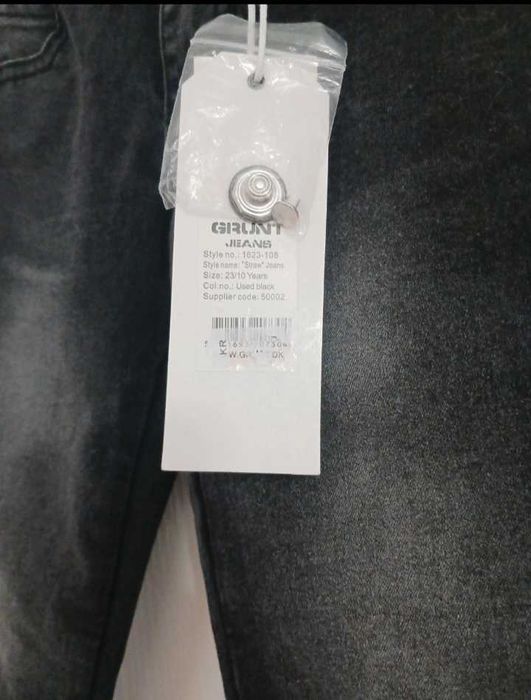 GRUNT
JEANS
Style no.: 1623-108
Style name: "Straw" Jeans
Size: 23/10 Years
Col.no.: Used black
Supplier code: 50002
KR